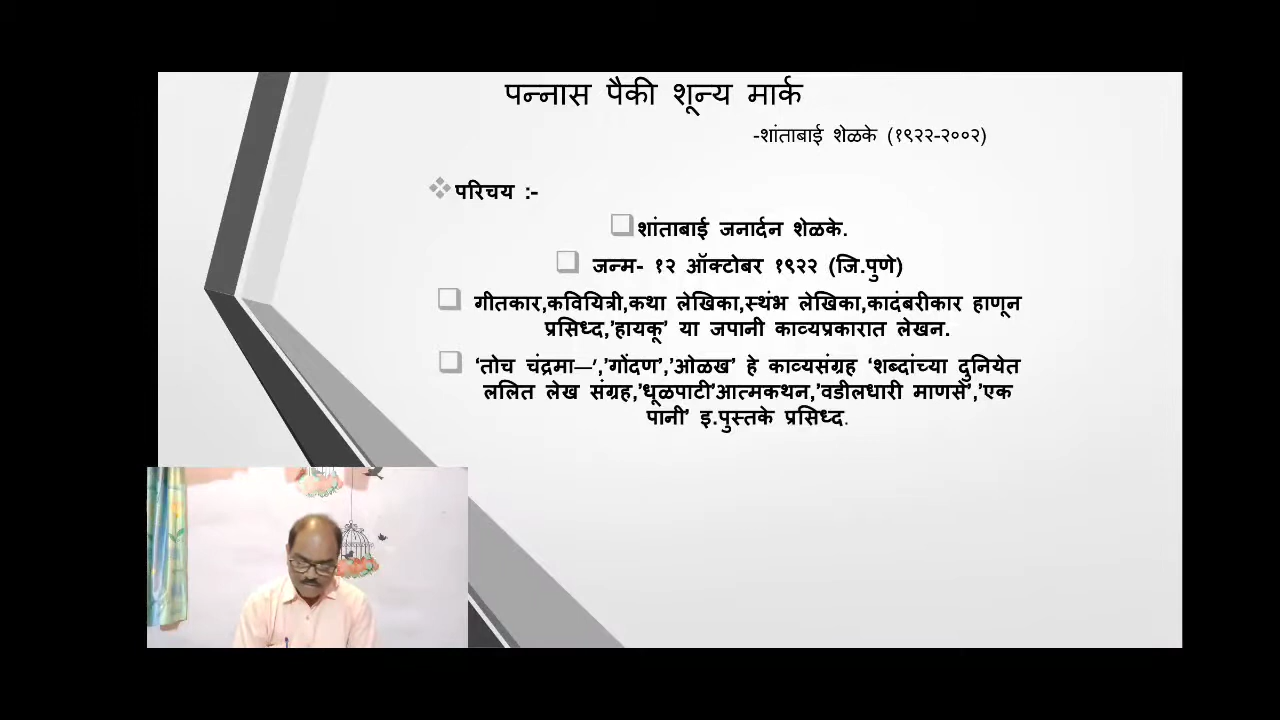 पन्नास पैकी शून्य मार्क
-शांताबाई शेळके (१९२२-२००२)
परिचय :-
शांताबाई जनार्दन शेळके.
जन्म- १२ ऑक्टोबर १९२२ (जि.पुणे)
गीतकार,कवियित्री,कथा लेखिका,स्थंभ लेखिका,कादंबरीकार हाणून
प्रसिध्द,’हायकू’ या जपानी काव्यप्रकारात लेखन.
‘तोच चंद्रमा—‘,’गोंदण’,’ओळख’ हे काव्यसंग्रह ‘शब्दांच्या दुनियेत
ललित लेख संग्रह,’धूळपाटी’आत्मकथन,’वडीलधारी माणसे’,’एक
पानी’ इ.पुस्तके प्रसिध्द.